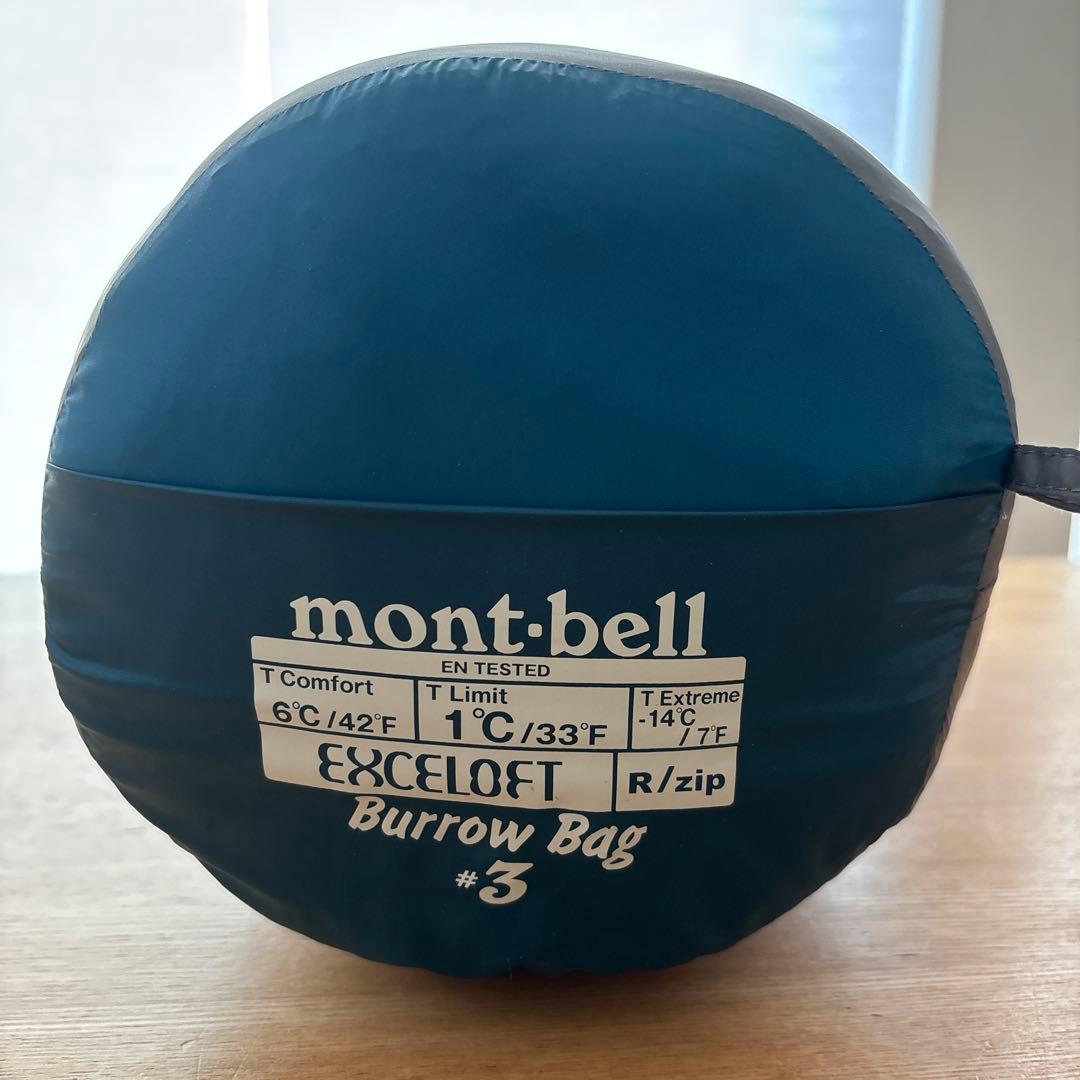 mont·bell
EN TESTED
T Comfort
6°C/42°F
T Limit
1°C/33°F
T Extreme
-14°C
/7°F
EXCELOFT
R/zip
Burrow Bag
#3